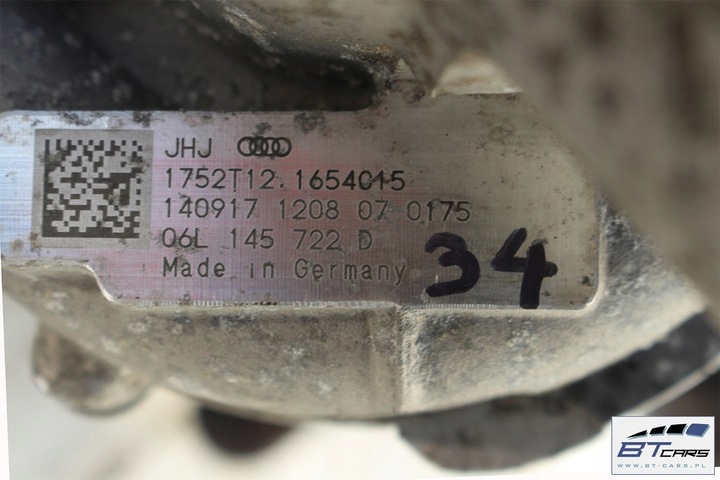 JHJ
1752T12.1654015
140917 1208 07 0175
06L 145 722 D
Made in Germany
34
BT CARS
WWW.BT-CARS.PL